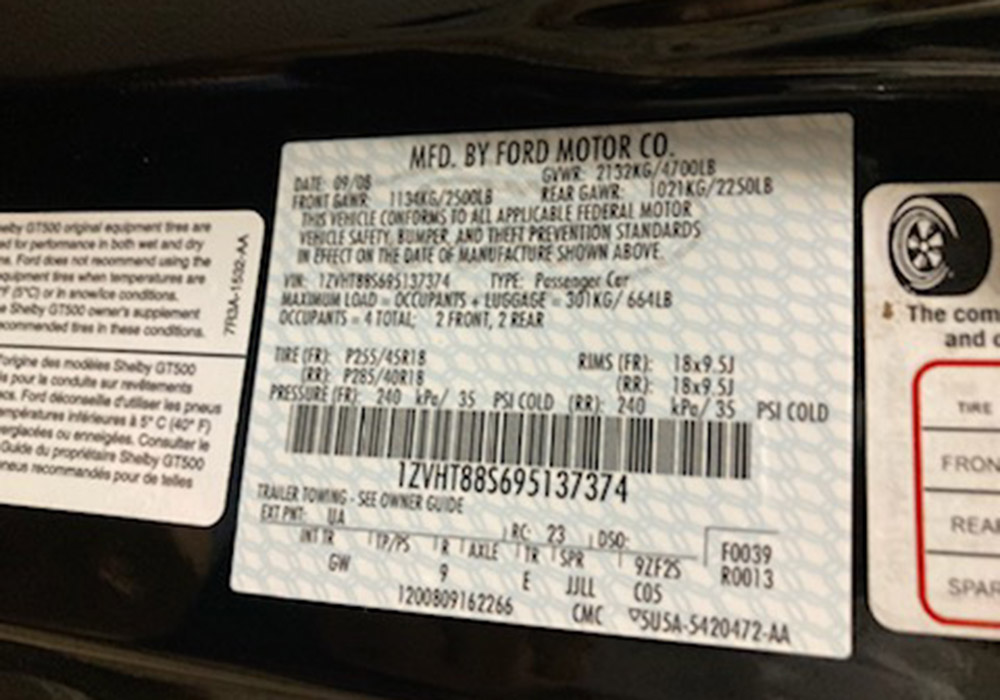 MFD. BY FORD MOTOR CO.
DATE: 09/08 GVWR: 2132KG/4700LB
FRONT GAWR: 1134KG/2500LB REAR GAWR: 1021KG/2250LB
THIS VEHICLE CONFORMS TO ALL APPLICABLE FEDERAL MOTOR
VEHICLE SAFETY, BUMPER, AND THEFT PREVENTION STANDARDS
IN EFFECT ON THE DATE OF MANUFACTURE SHOWN ABOVE.
VIN: 1ZVHT88S695137374 TYPE: Passenger Car
MAXIMUM LOAD = OCCUPANTS + LUGGAGE = 301KG/ 664LB
OCCUPANTS = 4 TOTAL; 2 FRONT, 2 REAR
TIRE (FR): P255/45R18 RIMS (FR): 18x9.5J
(RR): P285/40R18 (RR): 18x9.5J
PRESSURE (FR): 240 kPa/ 35 PSI COLD (RR): 240 kPa/ 35 PSI COLD
1ZVHT88S695137374
TRAILER TOWING - SEE OWNER GUIDE
EXT PNT: UA RC: 23 DSO:
INT TR TP/PS R AXLE TR SPR 9ZF25 F0039
GW 9 E JJLL C05 R0013
1200809162266 CMC ▽5U5A-5420472-AA
elby GT500 original equipment tires are
ed for performance in both wet and dry
ns. Ford does not recommend using the
quipment tires when temperatures are
°F (5°C) or in snow/ice conditions.
e Shelby GT500 owner's supplement
commended tires in these conditions.
7R3A-1532-AA
'origine des modèles Shelby GT500
s pour la conduite sur revêtements
ecs. Ford déconseille d'utiliser les pneus
empératures inférieures à 5° C (40° F)
verglacées ou enneigées. Consulter le
Guide du propriétaire Shelby GT500
neus recommandés pour de telles
The com
and c
TIRE
FRON
REA
SPAR